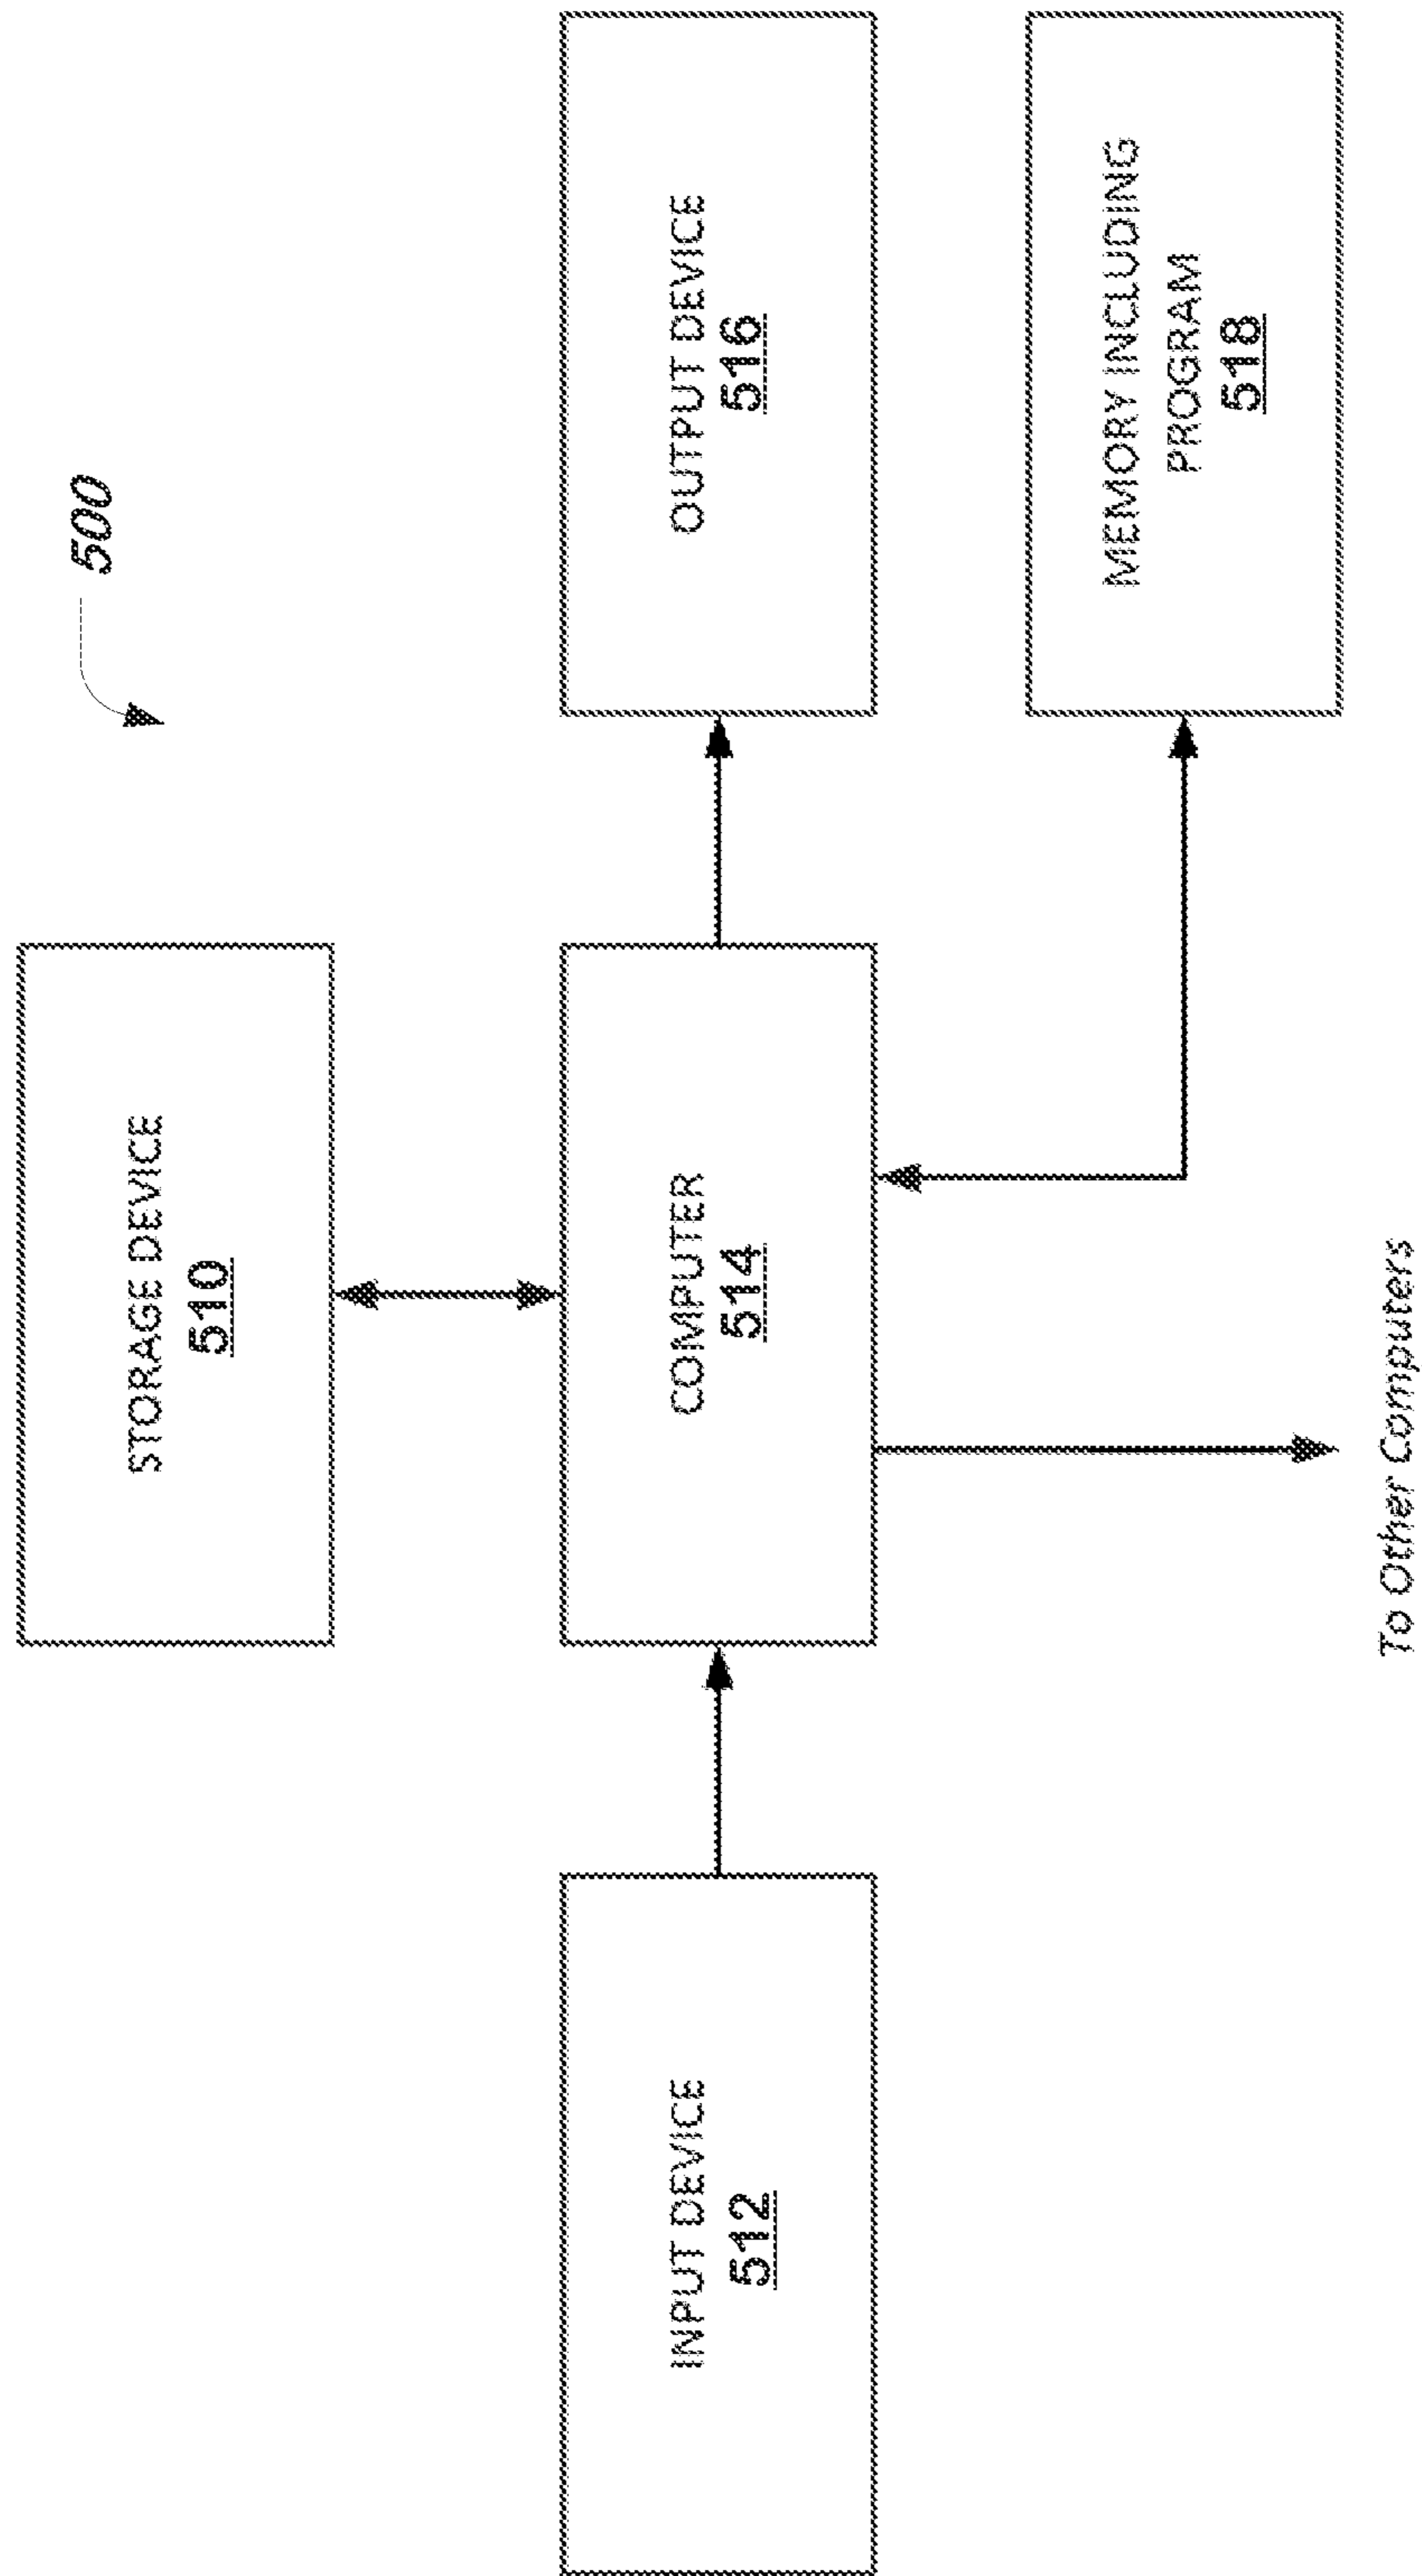 500
STORAGE DEVICE
510
INPUT DEVICE
512
COMPUTER
514
OUTPUT DEVICE
516
MEMORY INCLUDING
PROGRAM
518
To Other Computers